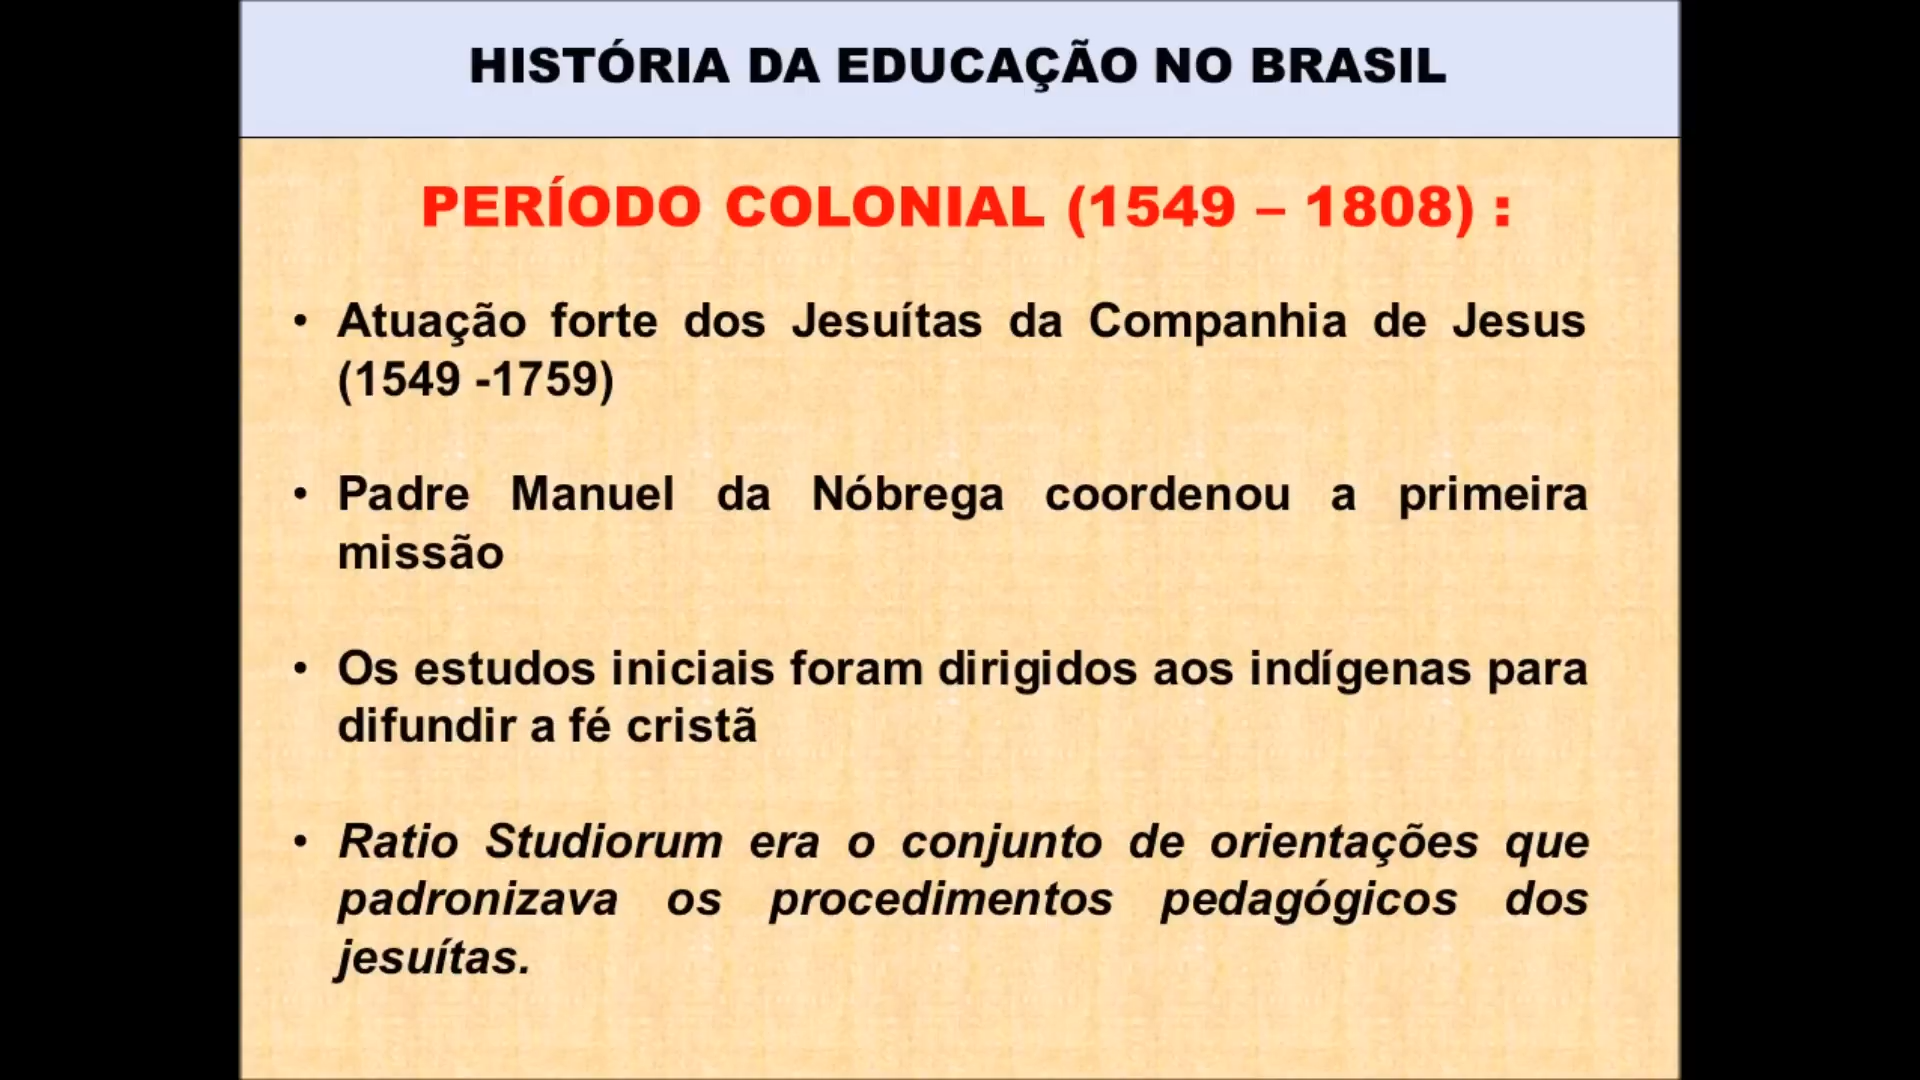 HISTÓRIA DA EDUCAÇÃO NO BRASIL
PERÍODO COLONIAL (1549 – 1808) :
• Atuação forte dos Jesuítas da Companhia de Jesus
(1549 -1759)
• Padre Manuel da Nóbrega coordenou a primeira
missão
• Os estudos iniciais foram dirigidos aos indígenas para
difundir a fé cristã
• Ratio Studiorum era o conjunto de orientações que
padronizava os procedimentos pedagógicos dos
jesuítas.